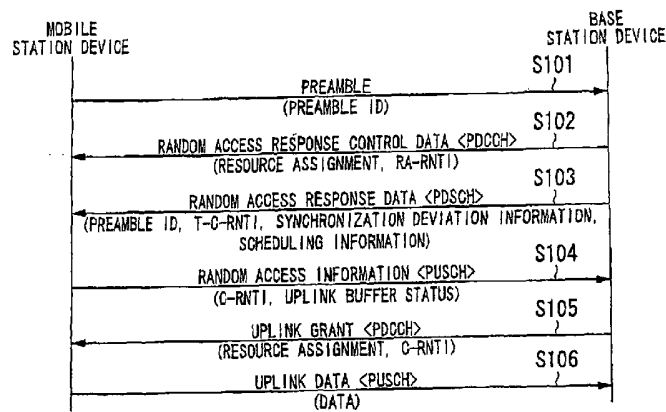 MOBILE
STATION DEVICE
BASE
STATION DEVICE
S101
PREAMBLE
(PREAMBLE ID)
S102
RANDOM ACCESS RESPONSE CONTROL DATA <PDCCH>
(RESOURCE ASSIGNMENT, RA-RNTI)
S103
RANDOM ACCESS RESPONSE DATA <PDSCH>
(PREAMBLE ID, T-C-RNTI, SYNCHRONIZATION DEVIATION INFORMATION,
SCHEDULING INFORMATION)
S104
RANDOM ACCESS INFORMATION <PUSCH>
(C-RNTI, UPLINK BUFFER STATUS)
S105
UPLINK GRANT <PDCCH>
(RESOURCE ASSIGNMENT, C-RNTI)
S106
UPLINK DATA <PUSCH>
(DATA)